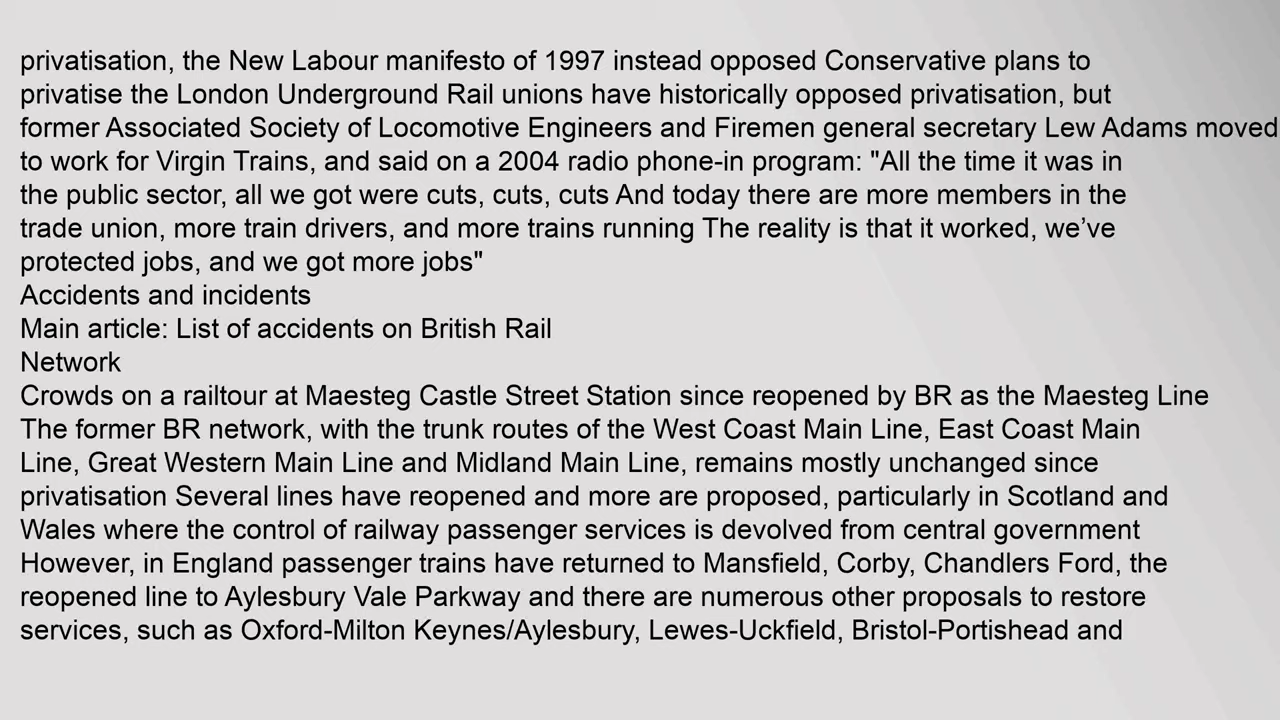 privatisation, the New Labour manifesto of 1997 instead opposed Conservative plans to
privatise the London Underground Rail unions have historically opposed privatisation, but
former Associated Society of Locomotive Engineers and Firemen general secretary Lew Adams moved
to work for Virgin Trains, and said on a 2004 radio phone-in program: "All the time it was in
the public sector, all we got were cuts, cuts, cuts And today there are more members in the
trade union, more train drivers, and more trains running The reality is that it worked, we’ve
protected jobs, and we got more jobs"
Accidents and incidents
Main article: List of accidents on British Rail
Network
Crowds on a railtour at Maesteg Castle Street Station since reopened by BR as the Maesteg Line
The former BR network, with the trunk routes of the West Coast Main Line, East Coast Main
Line, Great Western Main Line and Midland Main Line, remains mostly unchanged since
privatisation Several lines have reopened and more are proposed, particularly in Scotland and
Wales where the control of railway passenger services is devolved from central government
However, in England passenger trains have returned to Mansfield, Corby, Chandlers Ford, the
reopened line to Aylesbury Vale Parkway and there are numerous other proposals to restore
services, such as Oxford-Milton Keynes/Aylesbury, Lewes-Uckfield, Bristol-Portishead and